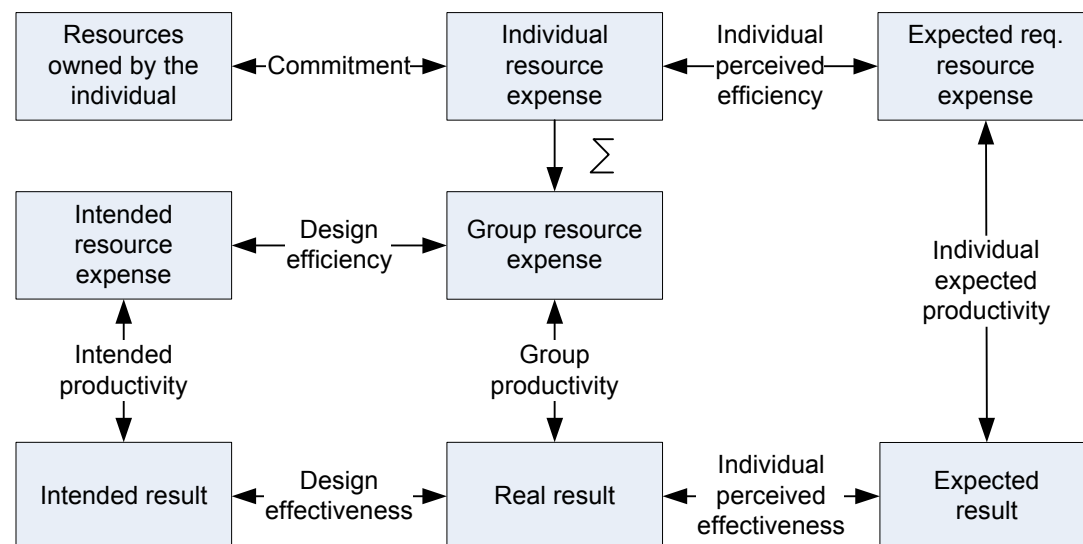 Resources
owned by the
individual
Commitment
Individual
resource
expense
Individual
perceived
efficiency
Expected req.
resource
expense
∑
Intended
resource
expense
Design
efficiency
Group resource
expense
Individual
expected
productivity
Intended
productivity
Group
productivity
Intended result
Design
effectiveness
Real result
Individual
perceived
effectiveness
Expected
result